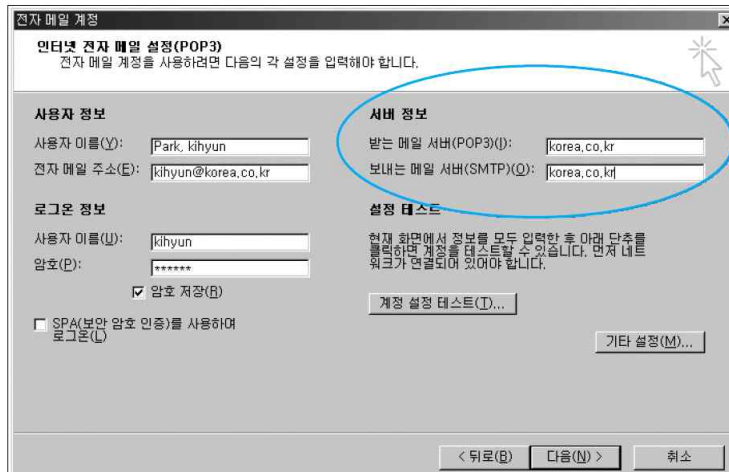 전자 메일 계정
인터넷 전자 메일 설정(POP3)
전자 메일 계정을 사용하려면 다음의 각 설정을 입력해야 합니다.
사용자 정보
사용자 이름(Y): Park, kihyun
전자 메일 주소(E): kihyun@korea.co.kr
서버 정보
받는 메일 서버(POP3)(I): korea.co.kr
보내는 메일 서버(SMTP)(O): korea.co.kr
로그온 정보
사용자 이름(U): kihyun
암호(P): ******
암호 저장(R)
SPA(보안 암호 인증)를 사용하여
로그온(L)
설정 테스트
현재 화면에서 정보를 모두 입력한 후 아래 단추를
클릭하면 계정을 테스트할 수 있습니다. 먼저 네트
워크가 연결되어 있어야 합니다.
계정 설정 테스트(T)...
기타 설정(M)...
< 뒤로(B)
다음(N) >
취소